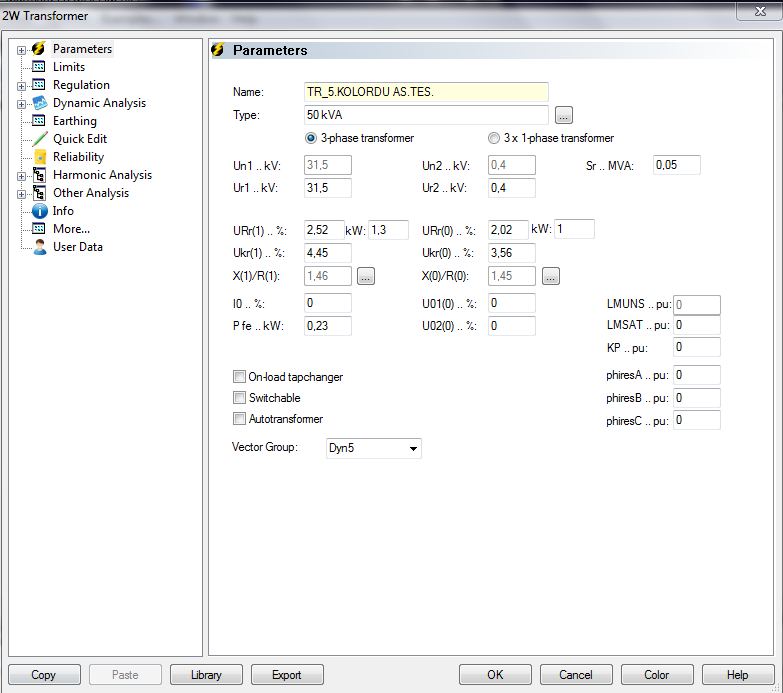 2W Transformer
Parameters
Limits
Regulation
Dynamic Analysis
Earthing
Quick Edit
Reliability
Harmonic Analysis
Other Analysis
Info
More...
User Data
Parameters
Name: TR_5.KOLORDU AS.TES.
Type: 50 kVA ...
3-phase transformer 3 x 1-phase transformer
Un1 .. kV: 31,5 Un2 .. kV: 0,4 Sr .. MVA: 0,05
Ur1 .. kV: 31,5 Ur2 .. kV: 0,4
URr(1) .. %: 2,52 kW: 1,3 URr(0) .. %: 2,02 kW: 1
Ukr(1) .. %: 4,45 Ukr(0) .. %: 3,56
X(1)/R(1): 1,46 ... X(0)/R(0): 1,45 ...
I0 .. %: 0 U01(0) .. %: 0 LMUNS .. pu: 0
P fe .. kW: 0,23 U02(0) .. %: 0 LMSAT .. pu: 0
KP .. pu: 0
phiresA .. pu: 0
On-load tapchanger
Switchable phiresB .. pu: 0
Autotransformer phiresC .. pu: 0
Vector Group: Dyn5
Copy Paste Library Export OK Cancel Color Help